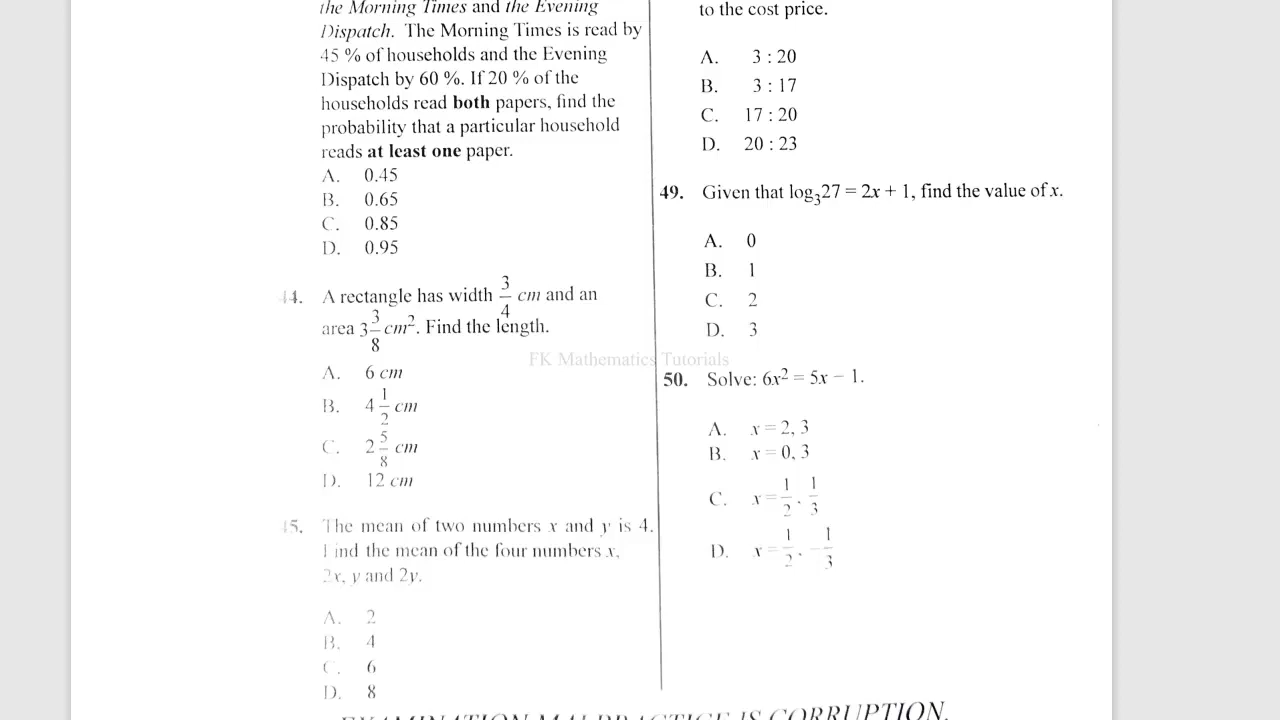 the Morning Times and the Evening
Dispatch. The Morning Times is read by
45 % of households and the Evening
Dispatch by 60 %. If 20 % of the
households read both papers, find the
probability that a particular household
reads at least one paper.
A. 0.45
B. 0.65
C. 0.85
D. 0.95
44. A rectangle has width 3/4 cm and an
area 3 3/8 cm². Find the length.
A. 6 cm
B. 4 1/2 cm
C. 2 5/8 cm
D. 12 cm
45. The mean of two numbers x and y is 4.
Find the mean of the four numbers x,
2x, y and 2y.
A. 2
B. 4
C. 6
D. 8
to the cost price.
A. 3 : 20
B. 3 : 17
C. 17 : 20
D. 20 : 23
49. Given that log₃27 = 2x + 1, find the value of x.
A. 0
B. 1
C. 2
D. 3
50. Solve: 6x² = 5x − 1.
A. x = 2, 3
B. x = 0, 3
C. x = 1/2, 1/3
D. x = 1/2, −1/3
FK Mathematics Tutorials
EXAMINATION MALPRACTICE IS CORRUPTION.